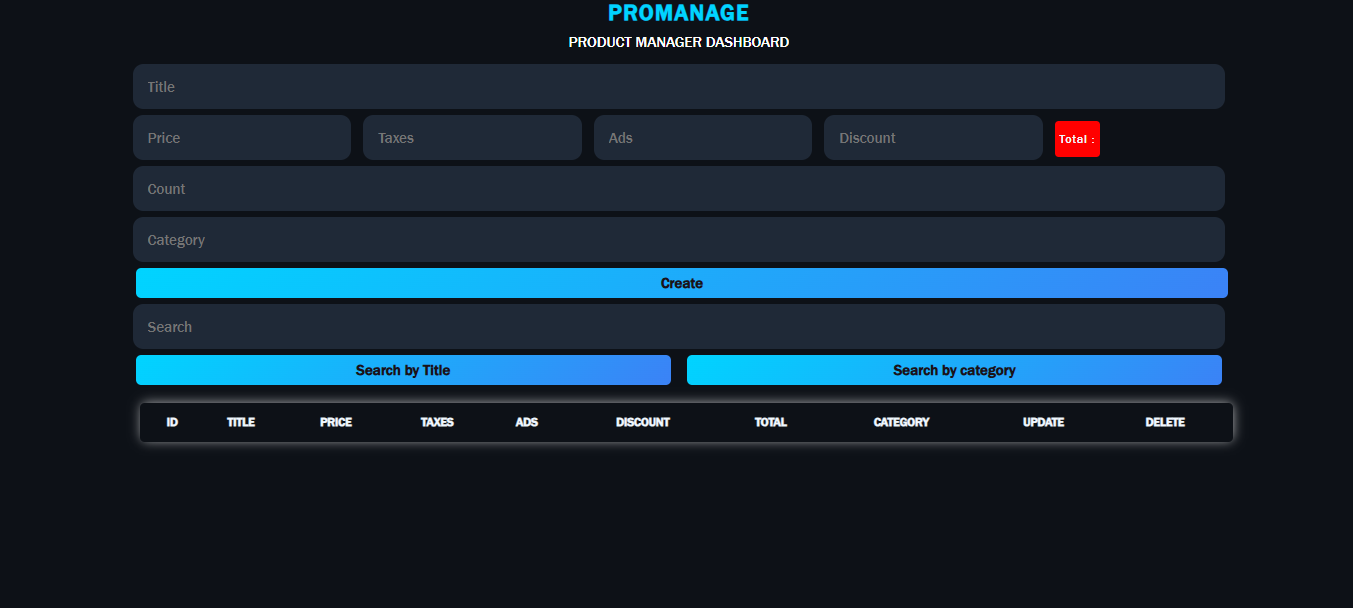 PROMANAGE
PRODUCT MANAGER DASHBOARD
Title
Price Taxes Ads Discount Total :
Count
Category
Create
Search
Search by Title Search by category
ID TITLE PRICE TAXES ADS DISCOUNT TOTAL CATEGORY UPDATE DELETE